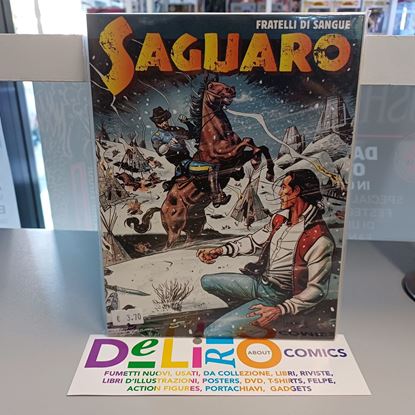 FRATELLI DI SANGUE
SAGUARO
€ 3,70
DeLiRiO
ABOUT
COMICS
FUMETTI NUOVI, USATI, DA COLLEZIONE, LIBRI, RIVISTE,
LIBRI D'ILLUSTRAZIONI, POSTERS, DVD, T-SHIRTS, FELPE,
ACTION FIGURES, PORTACHIAVI, GADGETS